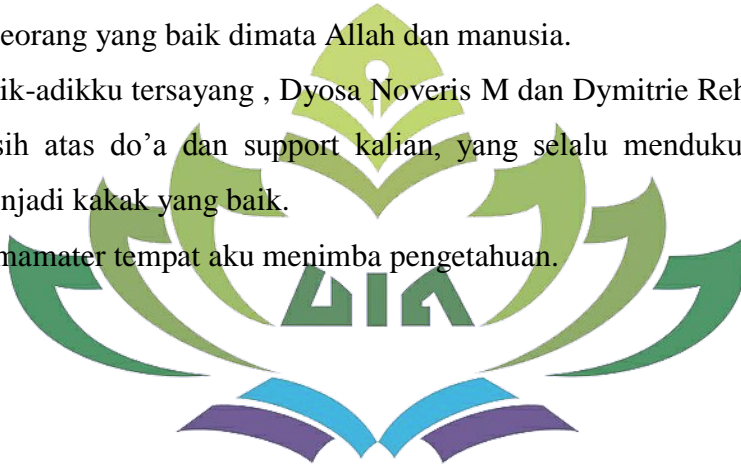 eorang yang baik dimata Allah dan manusia.
ik-adikku tersayang , Dyosa Noveris M dan Dymitrie Reh
sih atas do’a dan support kalian, yang selalu menduku
njadi kakak yang baik.
mamater tempat aku menimba pengetahuan.
UIN